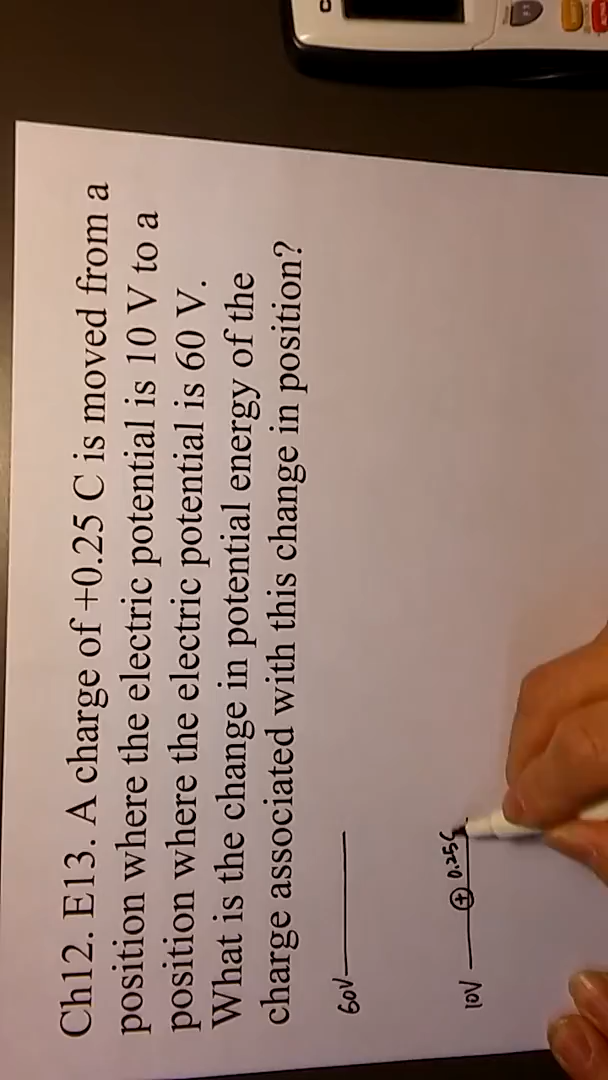 Ch12. E13. A charge of +0.25 C is moved from a
position where the electric potential is 10 V to a
position where the electric potential is 60 V.
What is the change in potential energy of the
charge associated with this change in position?
60V
+ 0.25C
10V